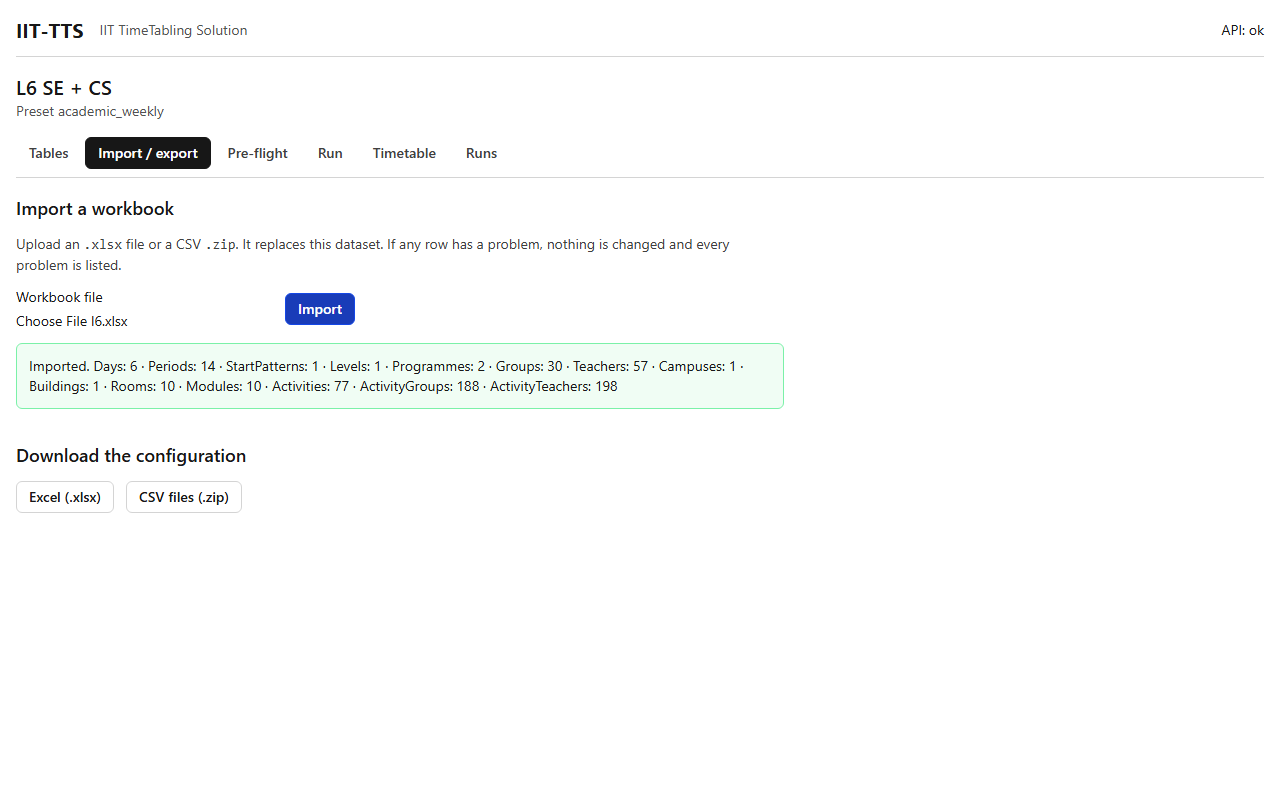 IIT-TTS IIT TimeTabling Solution API: ok
L6 SE + CS
Preset academic_weekly
Tables Import / export Pre-flight Run Timetable Runs
Import a workbook
Upload an .xlsx file or a CSV .zip. It replaces this dataset. If any row has a problem, nothing is changed and every
problem is listed.
Workbook file
Choose File l6.xlsx
Import
Imported. Days: 6 · Periods: 14 · StartPatterns: 1 · Levels: 1 · Programmes: 2 · Groups: 30 · Teachers: 57 · Campuses: 1 ·
Buildings: 1 · Rooms: 10 · Modules: 10 · Activities: 77 · ActivityGroups: 188 · ActivityTeachers: 198
Download the configuration
Excel (.xlsx) CSV files (.zip)